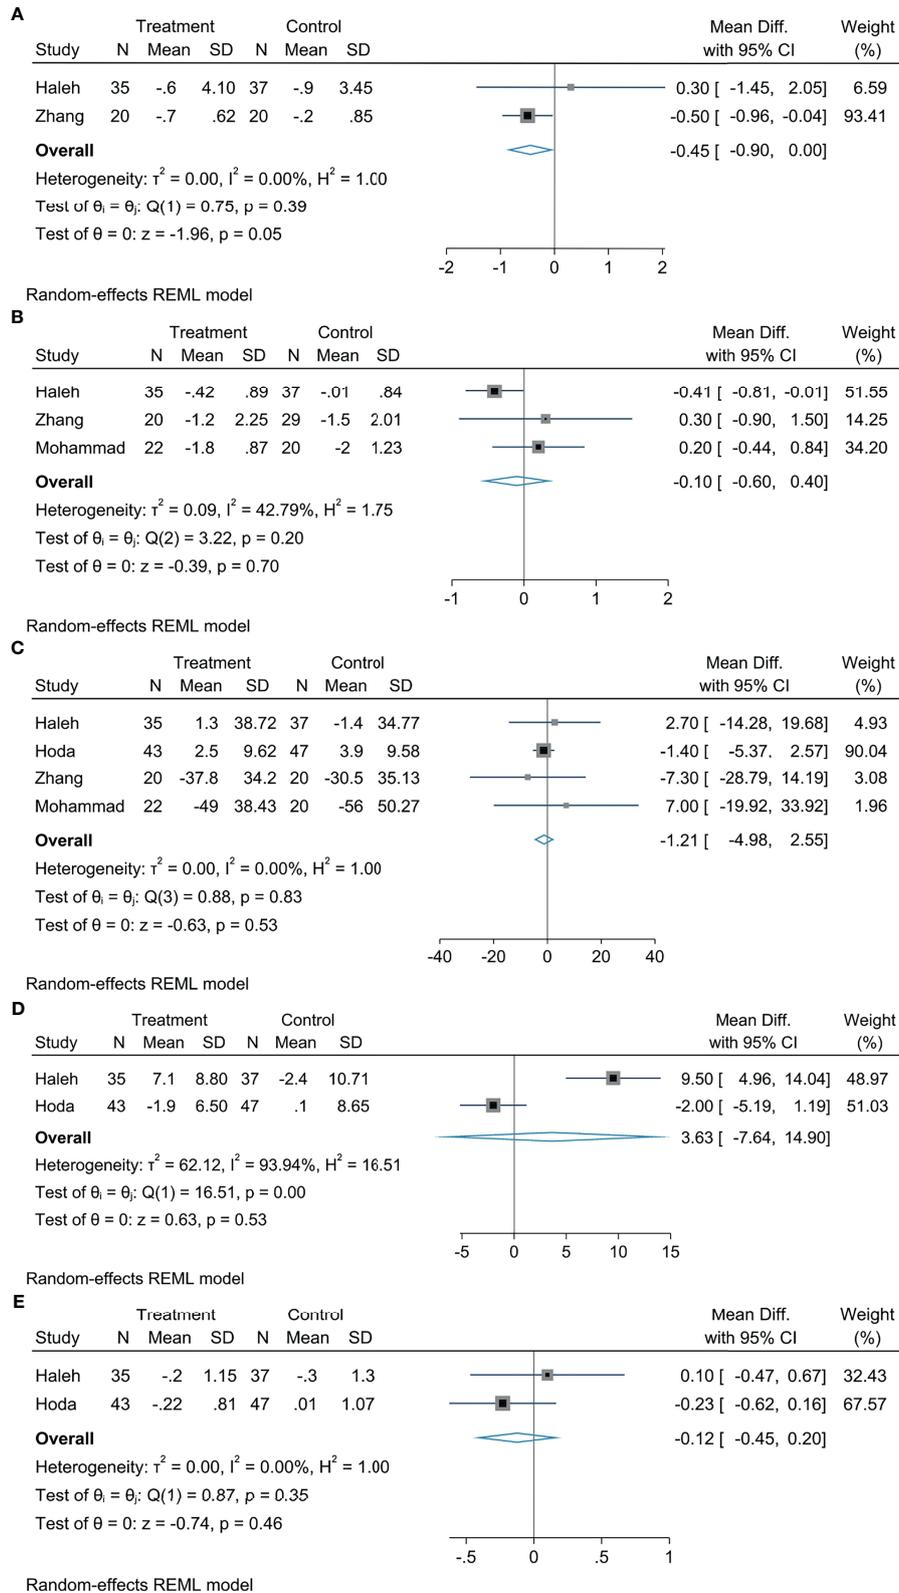 A
Treatment Control Mean Diff. Weight
Study N Mean SD N Mean SD with 95% CI (%)
Haleh 35 -.6 4.10 37 -.9 3.45 0.30 [ -1.45, 2.05] 6.59
Zhang 20 -.7 .62 20 -.2 .85 -0.50 [ -0.96, -0.04] 93.41
Overall -0.45 [ -0.90, 0.00]
Heterogeneity: τ² = 0.00, I² = 0.00%, H² = 1.00
Test of θᵢ = θⱼ: Q(1) = 0.75, p = 0.39
Test of θ = 0: z = -1.96, p = 0.05
-2 -1 0 1 2
Random-effects REML model
B
Treatment Control Mean Diff. Weight
Study N Mean SD N Mean SD with 95% CI (%)
Haleh 35 -.42 .89 37 -.01 .84 -0.41 [ -0.81, -0.01] 51.55
Zhang 20 -1.2 2.25 29 -1.5 2.01 0.30 [ -0.90, 1.50] 14.25
Mohammad 22 -1.8 .87 20 -2 1.23 0.20 [ -0.44, 0.84] 34.20
Overall -0.10 [ -0.60, 0.40]
Heterogeneity: τ² = 0.09, I² = 42.79%, H² = 1.75
Test of θᵢ = θⱼ: Q(2) = 3.22, p = 0.20
Test of θ = 0: z = -0.39, p = 0.70
-1 0 1 2
Random-effects REML model
C
Treatment Control Mean Diff. Weight
Study N Mean SD N Mean SD with 95% CI (%)
Haleh 35 1.3 38.72 37 -1.4 34.77 2.70 [ -14.28, 19.68] 4.93
Hoda 43 2.5 9.62 47 3.9 9.58 -1.40 [ -5.37, 2.57] 90.04
Zhang 20 -37.8 34.2 20 -30.5 35.13 -7.30 [ -28.79, 14.19] 3.08
Mohammad 22 -49 38.43 20 -56 50.27 7.00 [ -19.92, 33.92] 1.96
Overall -1.21 [ -4.98, 2.55]
Heterogeneity: τ² = 0.00, I² = 0.00%, H² = 1.00
Test of θᵢ = θⱼ: Q(3) = 0.88, p = 0.83
Test of θ = 0: z = -0.63, p = 0.53
-40 -20 0 20 40
Random-effects REML model
D
Treatment Control Mean Diff. Weight
Study N Mean SD N Mean SD with 95% CI (%)
Haleh 35 7.1 8.80 37 -2.4 10.71 9.50 [ 4.96, 14.04] 48.97
Hoda 43 -1.9 6.50 47 .1 8.65 -2.00 [ -5.19, 1.19] 51.03
Overall 3.63 [ -7.64, 14.90]
Heterogeneity: τ² = 62.12, I² = 93.94%, H² = 16.51
Test of θᵢ = θⱼ: Q(1) = 16.51, p = 0.00
Test of θ = 0: z = 0.63, p = 0.53
-5 0 5 10 15
Random-effects REML model
E
Treatment Control Mean Diff. Weight
Study N Mean SD N Mean SD with 95% CI (%)
Haleh 35 -.2 1.15 37 -.3 1.3 0.10 [ -0.47, 0.67] 32.43
Hoda 43 -.22 .81 47 .01 1.07 -0.23 [ -0.62, 0.16] 67.57
Overall -0.12 [ -0.45, 0.20]
Heterogeneity: τ² = 0.00, I² = 0.00%, H² = 1.00
Test of θᵢ = θⱼ: Q(1) = 0.87, p = 0.35
Test of θ = 0: z = -0.74, p = 0.46
-.5 0 .5 1
Random-effects REML model